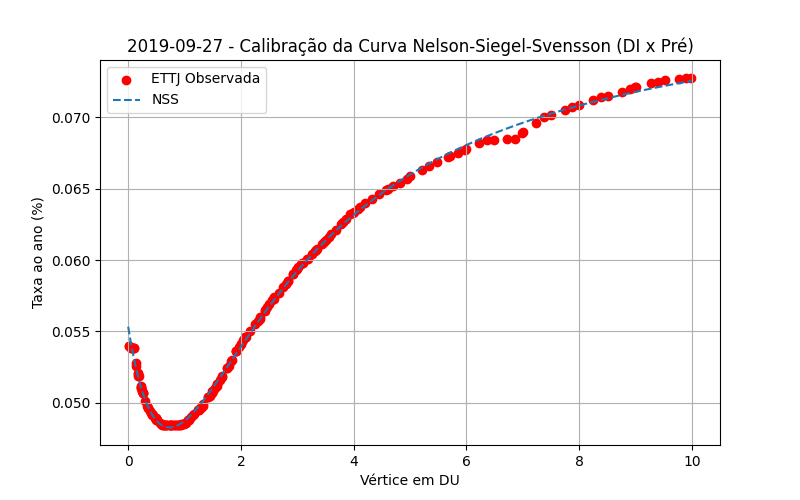 2019-09-27 - Calibração da Curva Nelson-Siegel-Svensson (DI x Pré)
ETTJ Observada
NSS
Taxa ao ano (%)
0.070
0.065
0.060
0.055
0.050
0 2 4 6 8 10
Vértice em DU